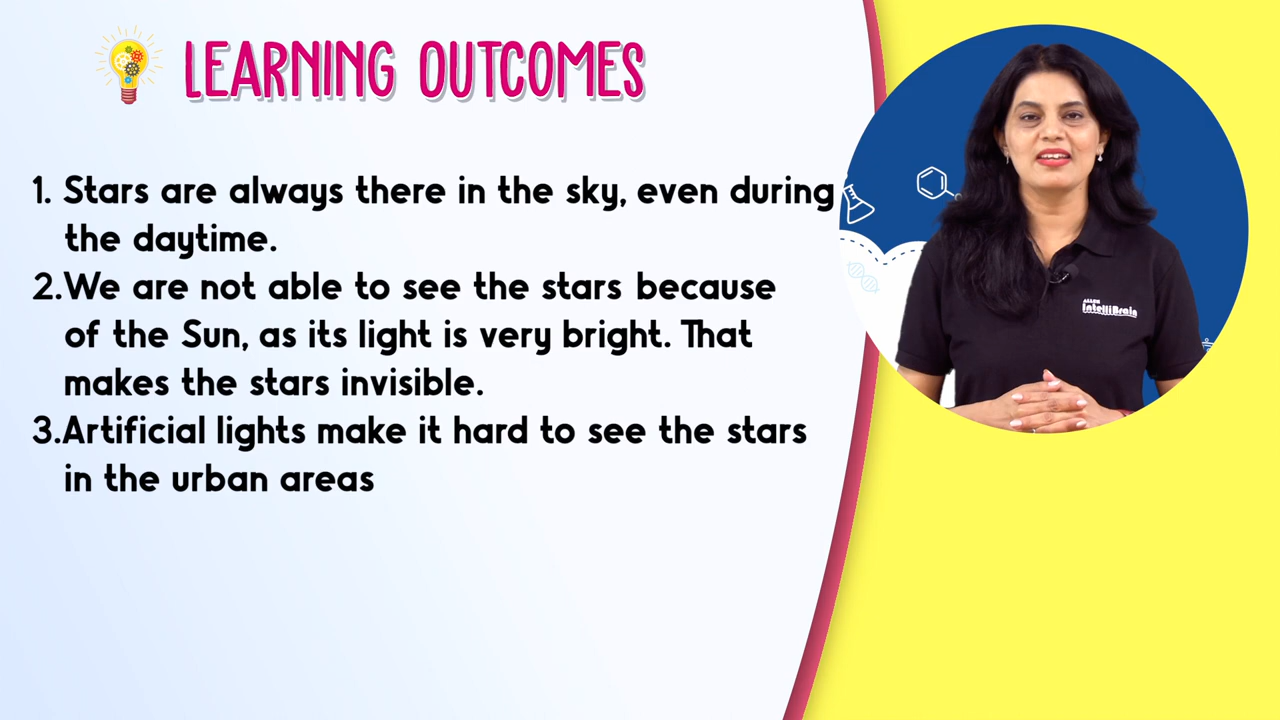 LEARNING OUTCOMES
1. Stars are always there in the sky, even during
the daytime.
2.We are not able to see the stars because
of the Sun, as its light is very bright. That
makes the stars invisible.
3.Artificial lights make it hard to see the stars
in the urban areas
ALLEN
IntelliBrain